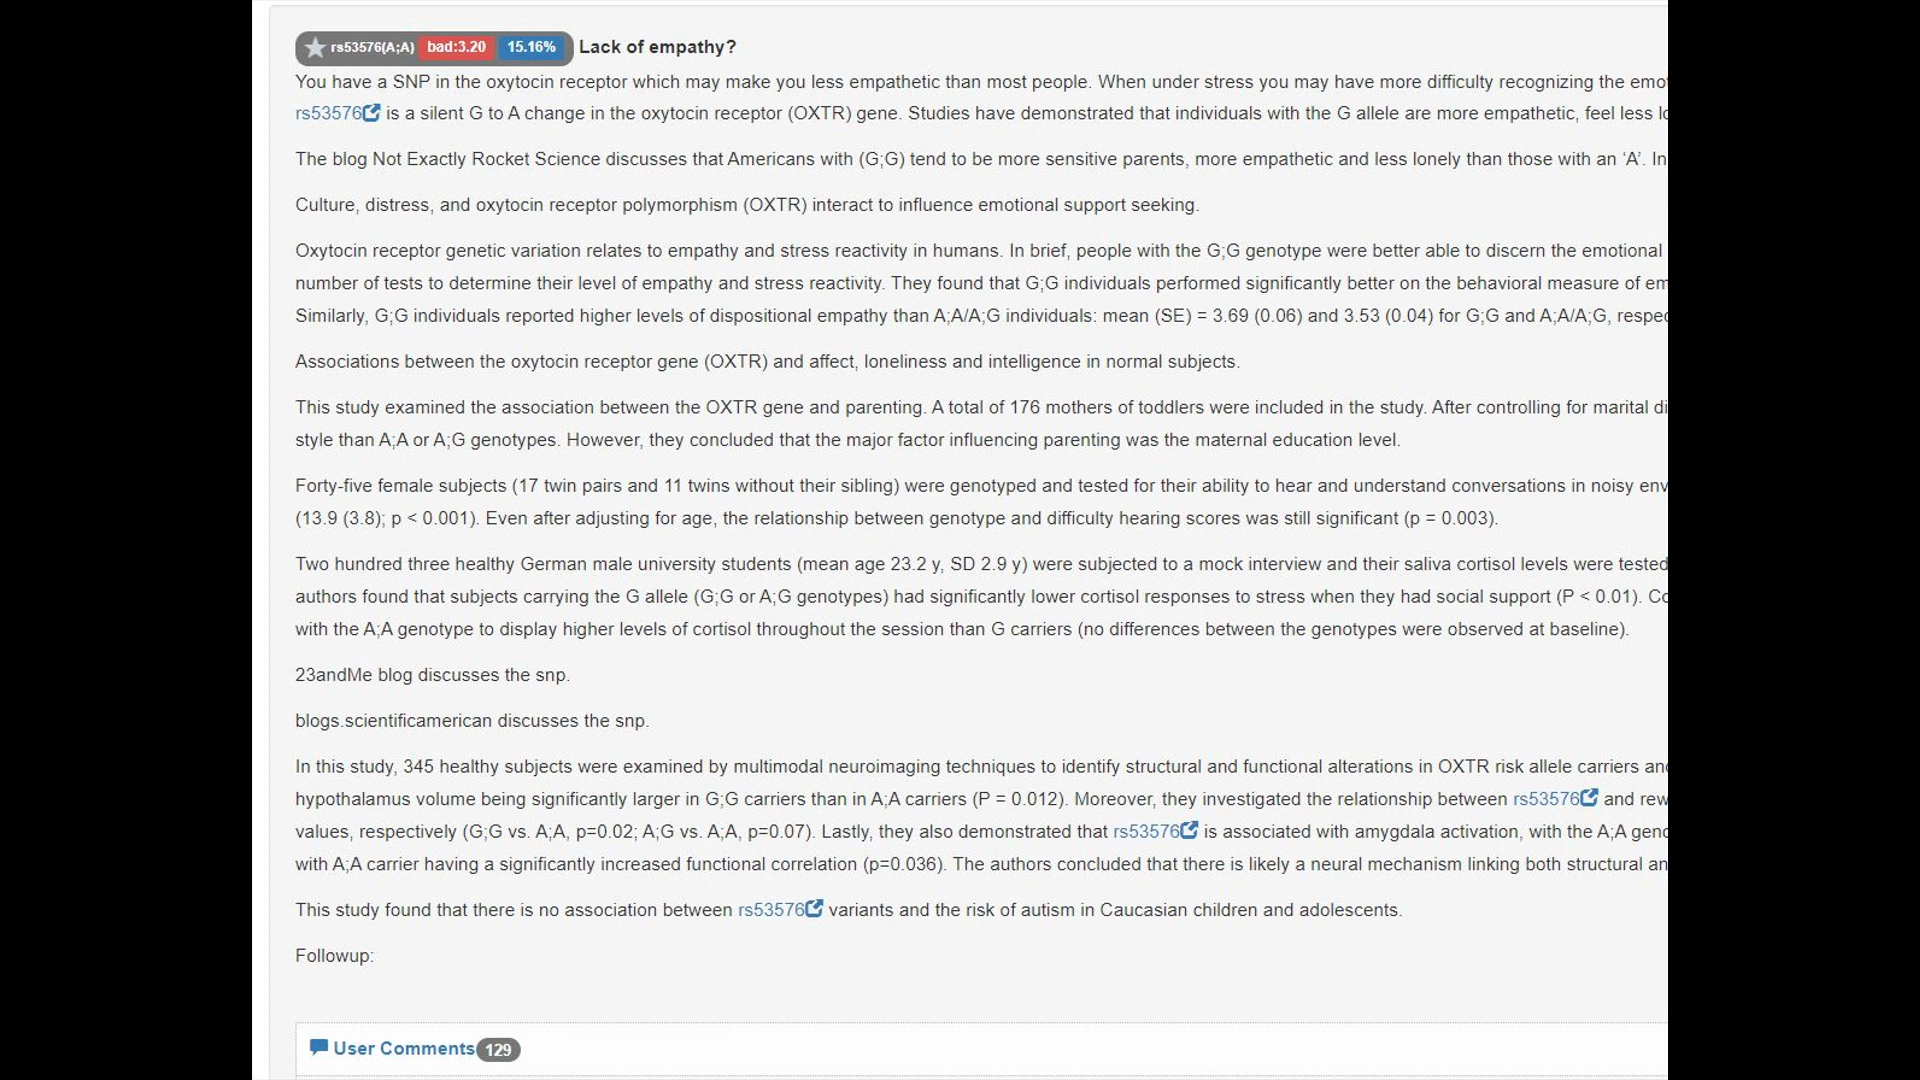 rs53576(A;A) bad:3.20 15.16% Lack of empathy?
You have a SNP in the oxytocin receptor which may make you less empathetic than most people. When under stress you may have more difficulty recognizing the
rs53576 is a silent G to A change in the oxytocin receptor (OXTR) gene. Studies have demonstrated that individuals with the G allele are more empathetic, feel less
The blog Not Exactly Rocket Science discusses that Americans with (G;G) tend to be more sensitive parents, more empathetic and less lonely than those with an ‘A’. In
Culture, distress, and oxytocin receptor polymorphism (OXTR) interact to influence emotional support seeking.
Oxytocin receptor genetic variation relates to empathy and stress reactivity in humans. In brief, people with the G;G genotype were better able to discern the emotional
number of tests to determine their level of empathy and stress reactivity. They found that G;G individuals performed significantly better on the behavioral measure of
Similarly, G;G individuals reported higher levels of dispositional empathy than A;A/A;G individuals: mean (SE) = 3.69 (0.06) and 3.53 (0.04) for G;G and A;A/A;G,
Associations between the oxytocin receptor gene (OXTR) and affect, loneliness and intelligence in normal subjects.
This study examined the association between the OXTR gene and parenting. A total of 176 mothers of toddlers were included in the study. After controlling for marital
style than A;A or A;G genotypes. However, they concluded that the major factor influencing parenting was the maternal education level.
Forty-five female subjects (17 twin pairs and 11 twins without their sibling) were genotyped and tested for their ability to hear and understand conversations in noisy
(13.9 (3.8); p < 0.001). Even after adjusting for age, the relationship between genotype and difficulty hearing scores was still significant (p = 0.003).
Two hundred three healthy German male university students (mean age 23.2 y, SD 2.9 y) were subjected to a mock interview and their saliva cortisol levels were tested
authors found that subjects carrying the G allele (G;G or A;G genotypes) had significantly lower cortisol responses to stress when they had social support (P < 0.01).
with the A;A genotype to display higher levels of cortisol throughout the session than G carriers (no differences between the genotypes were observed at baseline).
23andMe blog discusses the snp.
blogs.scientificamerican discusses the snp.
In this study, 345 healthy subjects were examined by multimodal neuroimaging techniques to identify structural and functional alterations in OXTR risk allele carriers
hypothalamus volume being significantly larger in G;G carriers than in A;A carriers (P = 0.012). Moreover, they investigated the relationship between rs53576 and
values, respectively (G;G vs. A;A, p=0.02; A;G vs. A;A, p=0.07). Lastly, they also demonstrated that rs53576 is associated with amygdala activation, with the A;A
with A;A carrier having a significantly increased functional correlation (p=0.036). The authors concluded that there is likely a neural mechanism linking both structural
This study found that there is no association between rs53576 variants and the risk of autism in Caucasian children and adolescents.
Followup:
User Comments 129